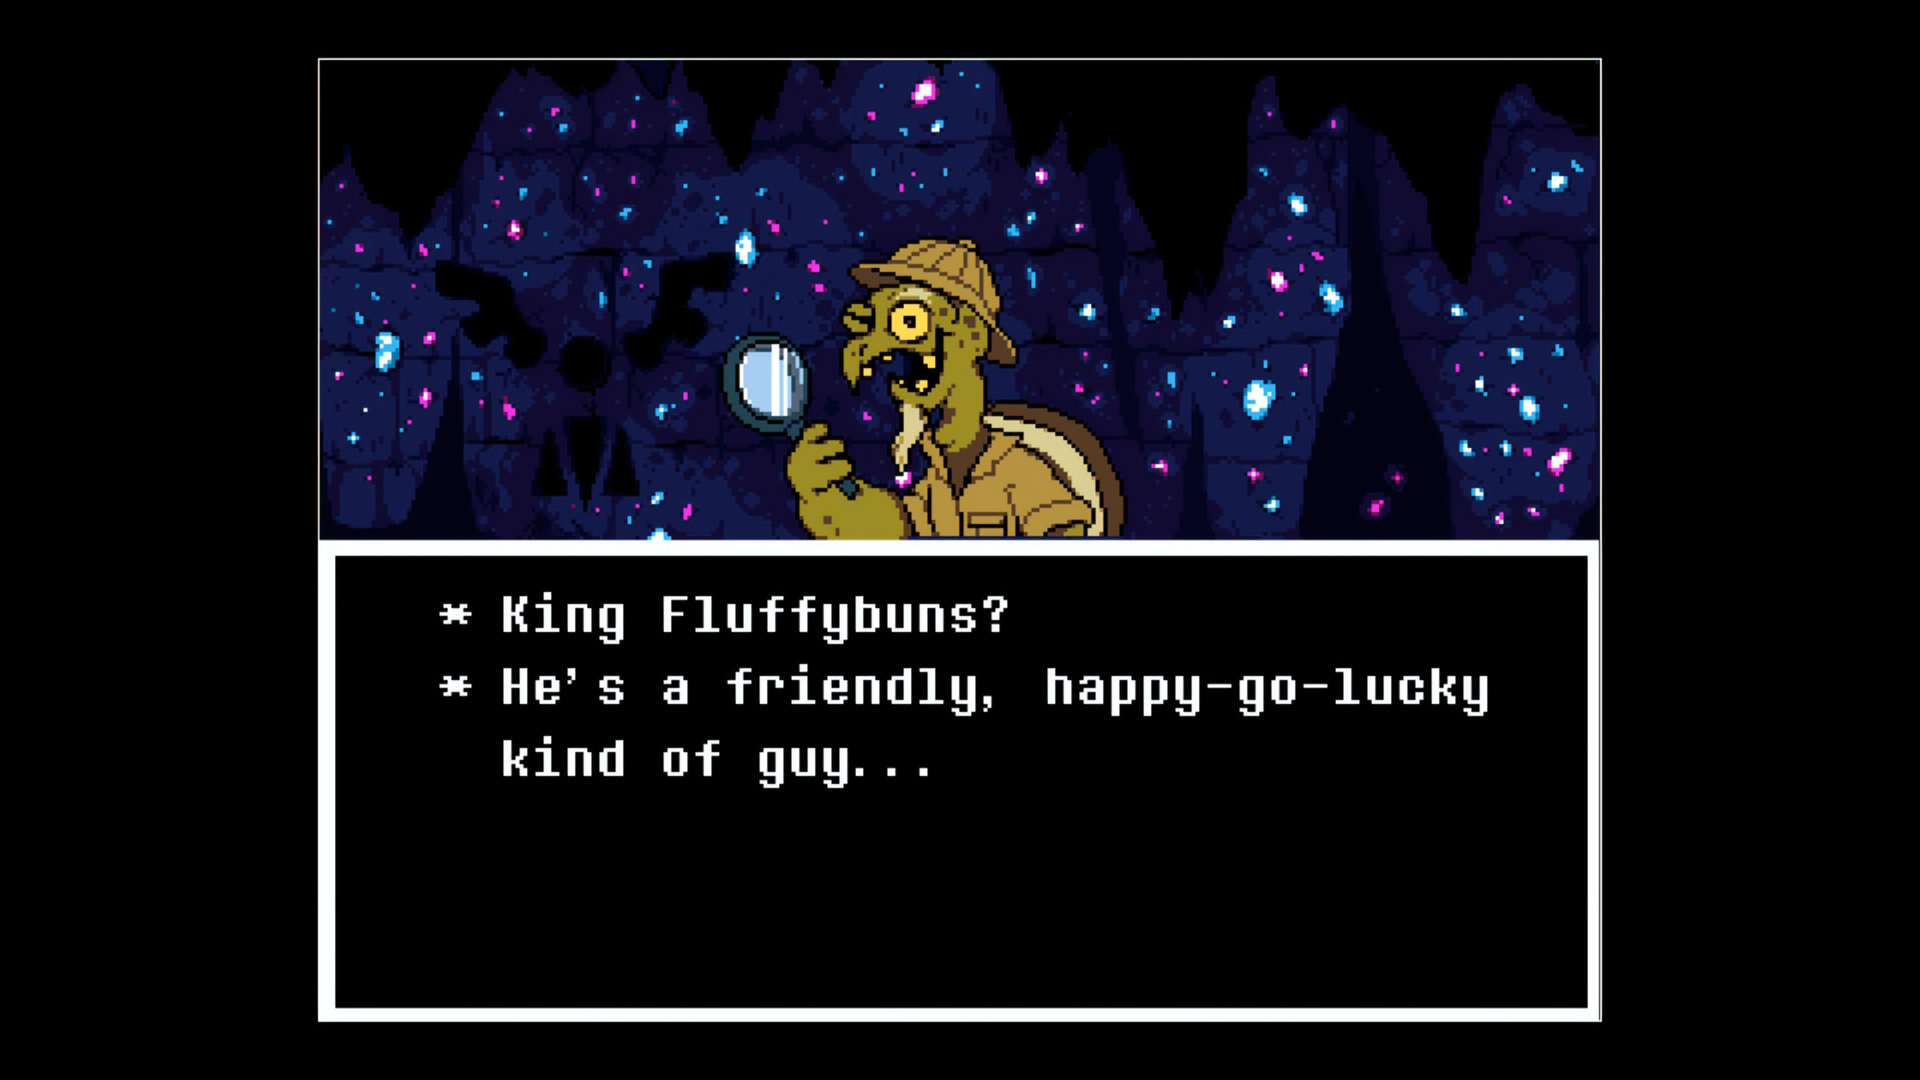 * King Fluffybuns?
* He's a friendly, happy-go-lucky
kind of guy...